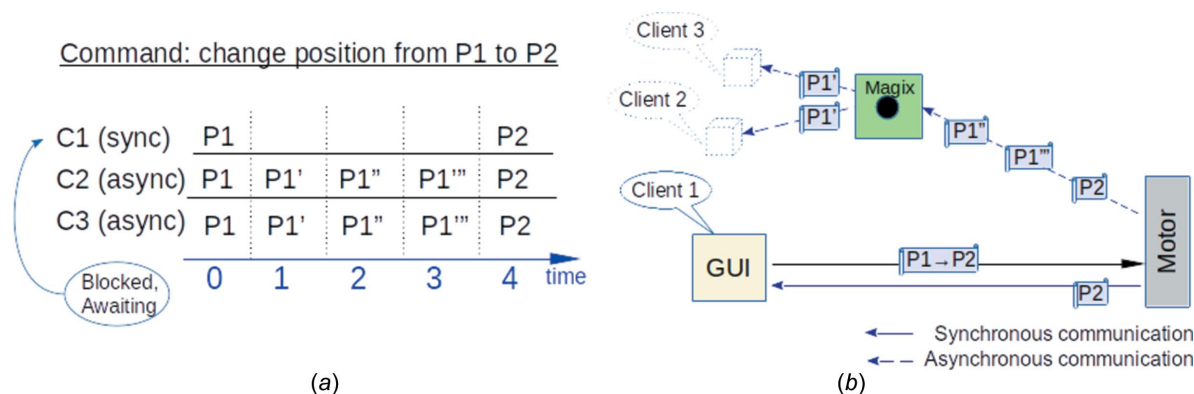 Command: change position from P1 to P2
C1 (sync) P1 P2
C2 (async) P1 P1' P1" P1'" P2
C3 (async) P1 P1' P1" P1'" P2
0 1 2 3 4 time
Blocked,
Awaiting
(a)
Client 3
Client 2
Client 1
P1'
P1'
Magix
P1"
P1'"
P2
GUI
P1→P2
P2
Motor
Synchronous communication
Asynchronous communication
(b)